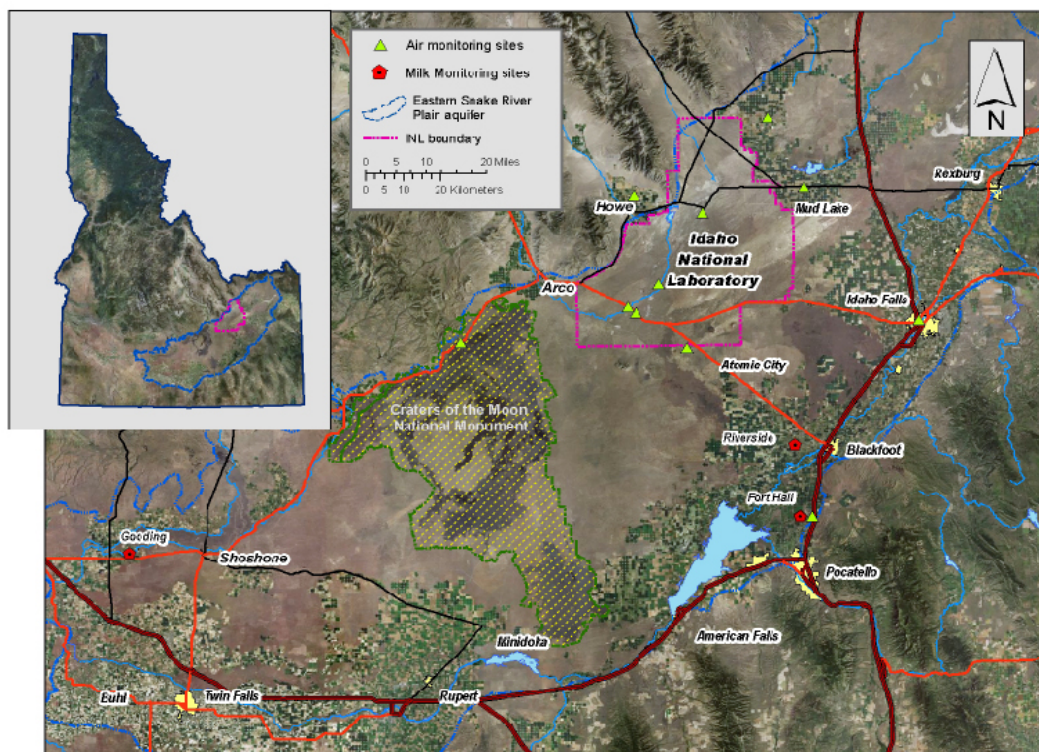 Air monitoring sites
Milk Monitoring sites
Eastern Snake River
Plain aquifer
INL boundary
0 5 10 20 Miles
0 5 10 20 Kilometers
N
Rexburg
Howe
Mud Lake
Idaho
National
Laboratory
Arco
Idaho Falls
Atomic City
Craters of the Moon
National Monument
Riverside
Blackfoot
Fort Hall
Gooding
Shoshone
Pocatello
American Falls
Minidoka
Buhl
Twin Falls
Rupert